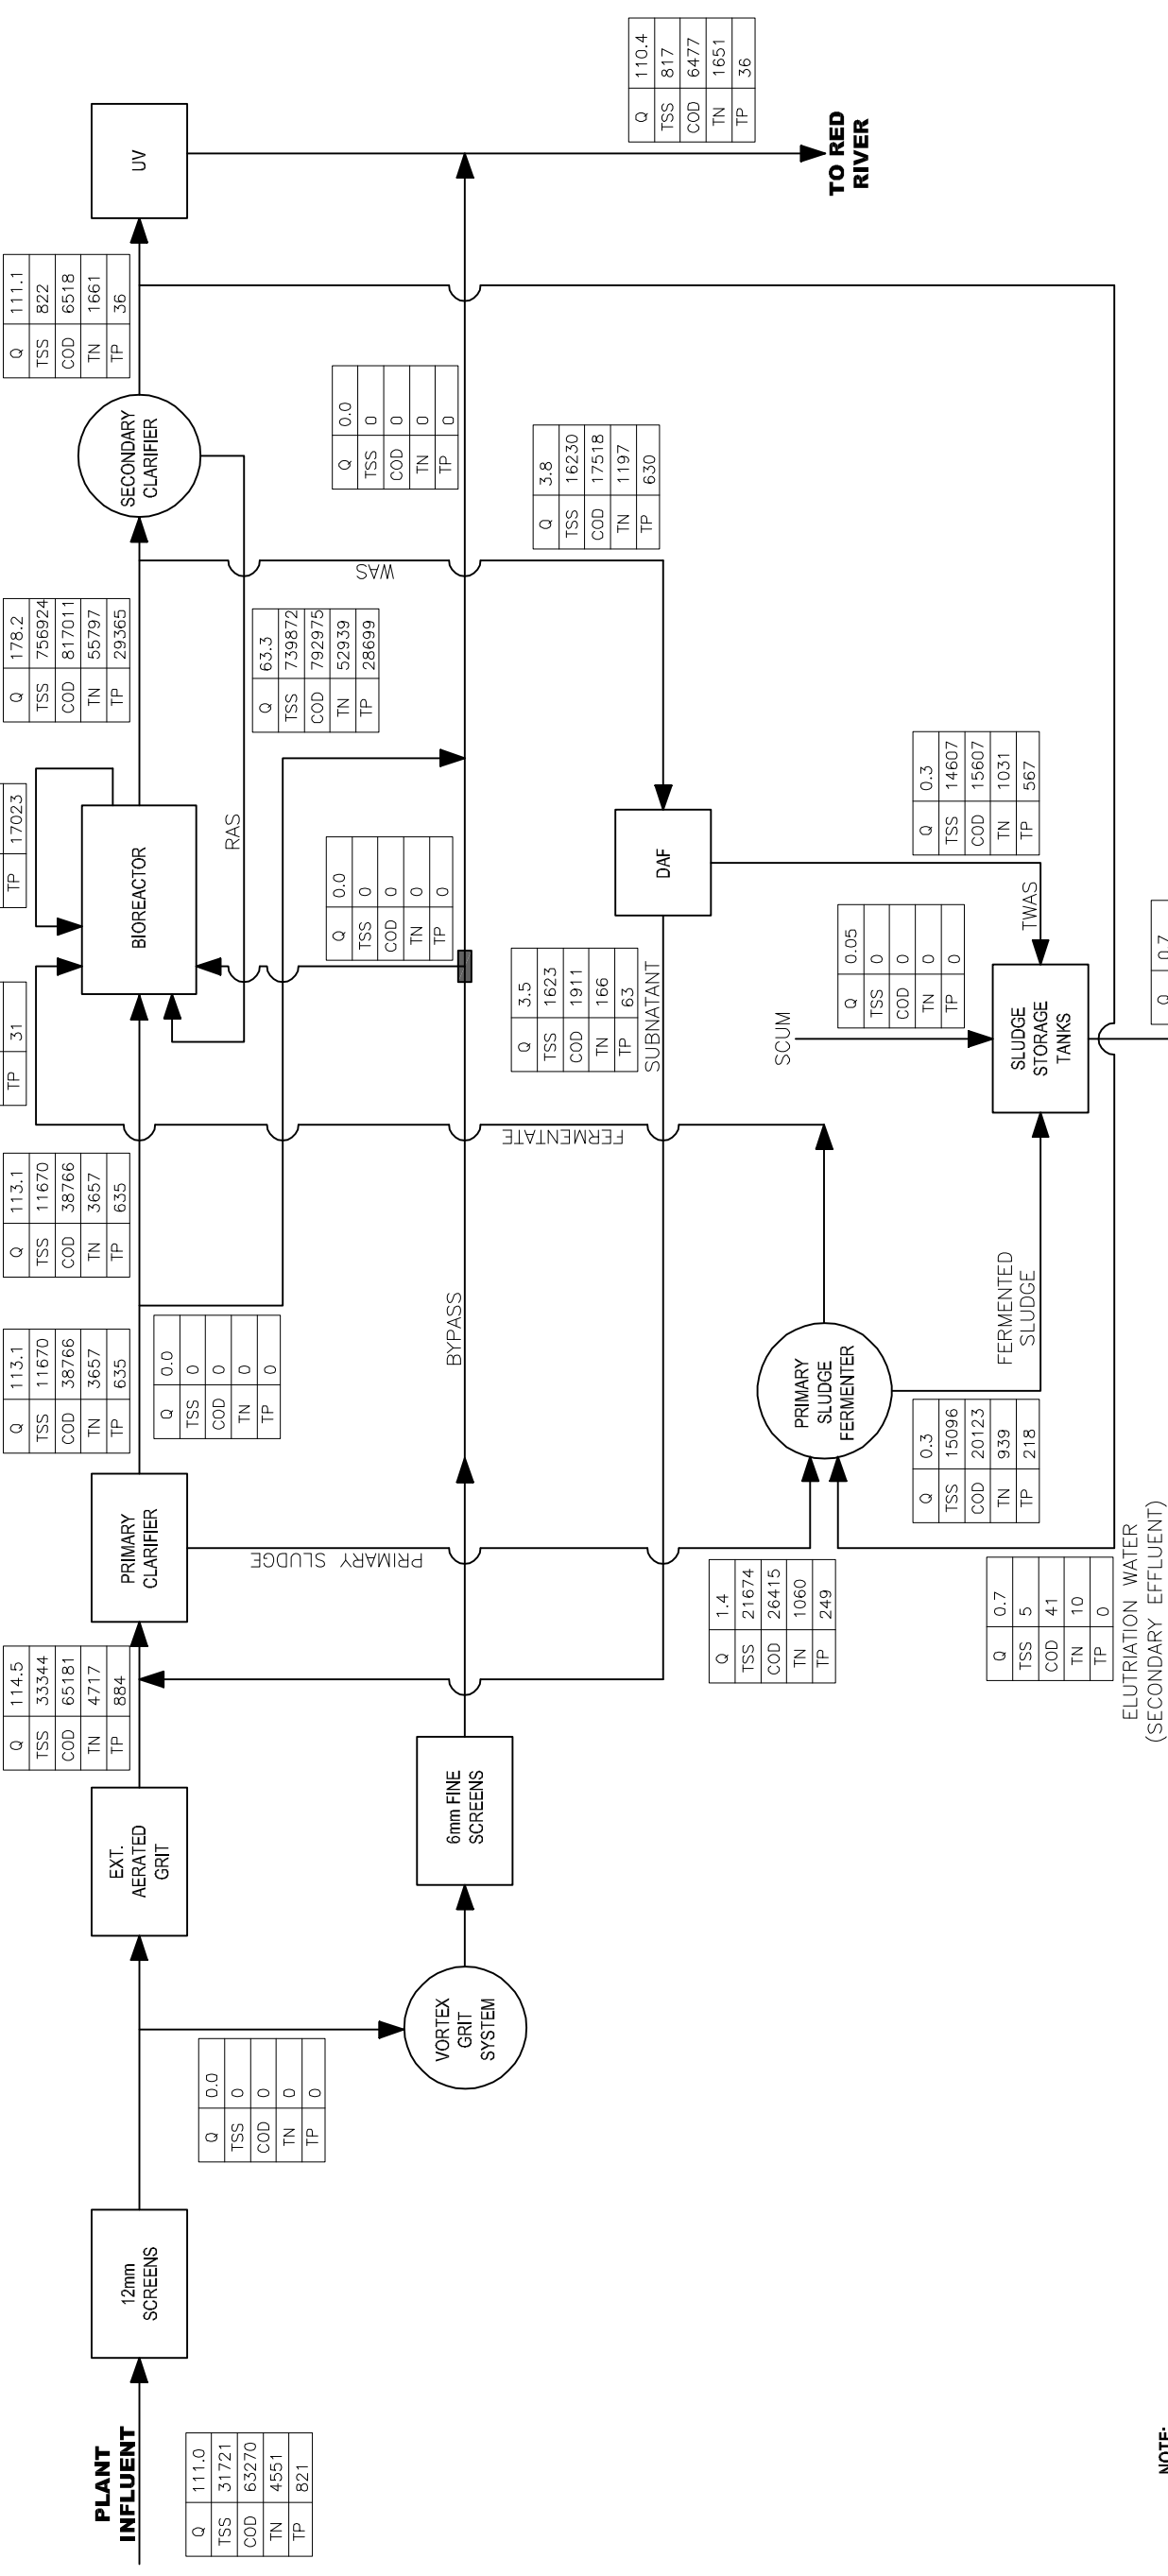 PLANT
INFLUENT
Q 111.0
TSS 31721
COD 63270
TN 4551
TP 821
12mm
SCREENS
Q 0.0
TSS 0
COD 0
TN 0
TP 0
VORTEX
GRIT
SYSTEM
EXT.
AERATED
GRIT
6mm FINE
SCREENS
Q 114.5
TSS 33344
COD 65181
TN 4717
TP 884
PRIMARY
CLARIFIER
PRIMARY SLUDGE
Q 1.4
TSS 21674
COD 26415
TN 1060
TP 249
Q 0.7
TSS 5
COD 41
TN 10
TP 0
ELUTRIATION WATER
(SECONDARY EFFLUENT)
Q 113.1
TSS 11670
COD 38766
TN 3657
TP 635
Q 0.0
TSS 0
COD 0
TN 0
TP 0
BYPASS
PRIMARY
SLUDGE
FERMENTER
Q 0.3
TSS 15096
COD 20123
TN 939
TP 218
FERMENTED
SLUDGE
Q 113.1
TSS 11670
COD 38766
TN 3657
TP 635
FERMENTATE
TP 31
Q 3.5
TSS 1623
COD 1911
TN 166
TP 63
SUBNATANT
SCUM
Q 0.05
TSS 0
COD 0
TN 0
TP 0
SLUDGE
STORAGE
TANKS
Q 0.7
BIOREACTOR
TP 17023
RAS
Q 0.0
TSS 0
COD 0
TN 0
TP 0
DAF
TWAS
Q 0.3
TSS 14607
COD 15607
TN 1031
TP 567
Q 178.2
TSS 756924
COD 817011
TN 55797
TP 29365
Q 63.3
TSS 739872
COD 792975
TN 52939
TP 28699
WAS
Q 3.8
TSS 16230
COD 17518
TN 1197
TP 630
SECONDARY
CLARIFIER
Q 0.0
TSS 0
COD 0
TN 0
TP 0
Q 111.1
TSS 822
COD 6518
TN 1661
TP 36
UV
Q 110.4
TSS 817
COD 6477
TN 1651
TP 36
TO RED
RIVER
NOTE: